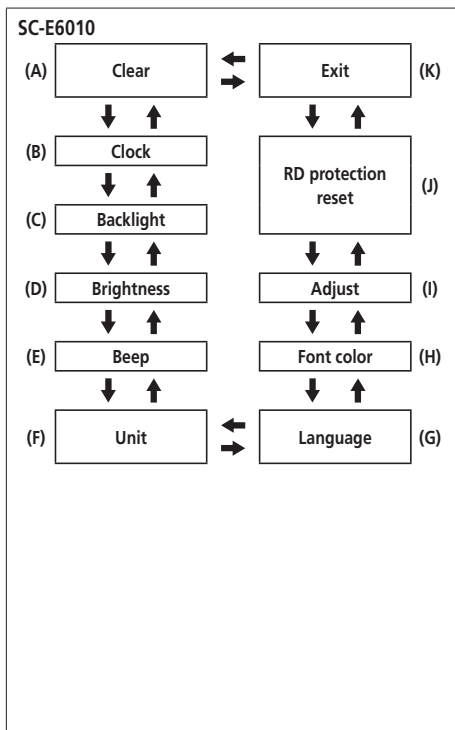 SC-E6010
(A) Clear Exit (K)
(B) Clock
RD protection
reset
(J)
(C) Backlight
(D) Brightness Adjust (I)
(E) Beep Font color (H)
(F) Unit Language (G)